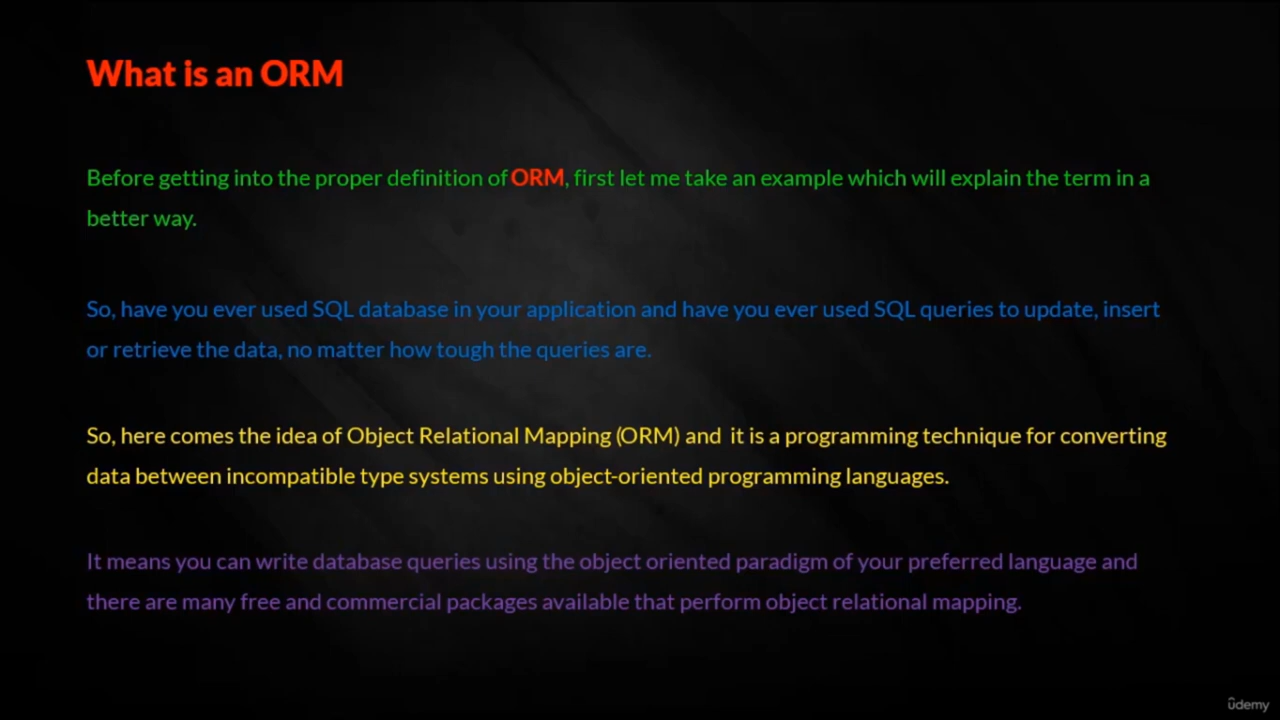 What is an ORM
Before getting into the proper definition of ORM, first let me take an example which will explain the term in a
better way.
So, have you ever used SQL database in your application and have you ever used SQL queries to update, insert
or retrieve the data, no matter how tough the queries are.
So, here comes the idea of Object Relational Mapping (ORM) and it is a programming technique for converting
data between incompatible type systems using object-oriented programming languages.
It means you can write database queries using the object oriented paradigm of your preferred language and
there are many free and commercial packages available that perform object relational mapping.
ûdemy